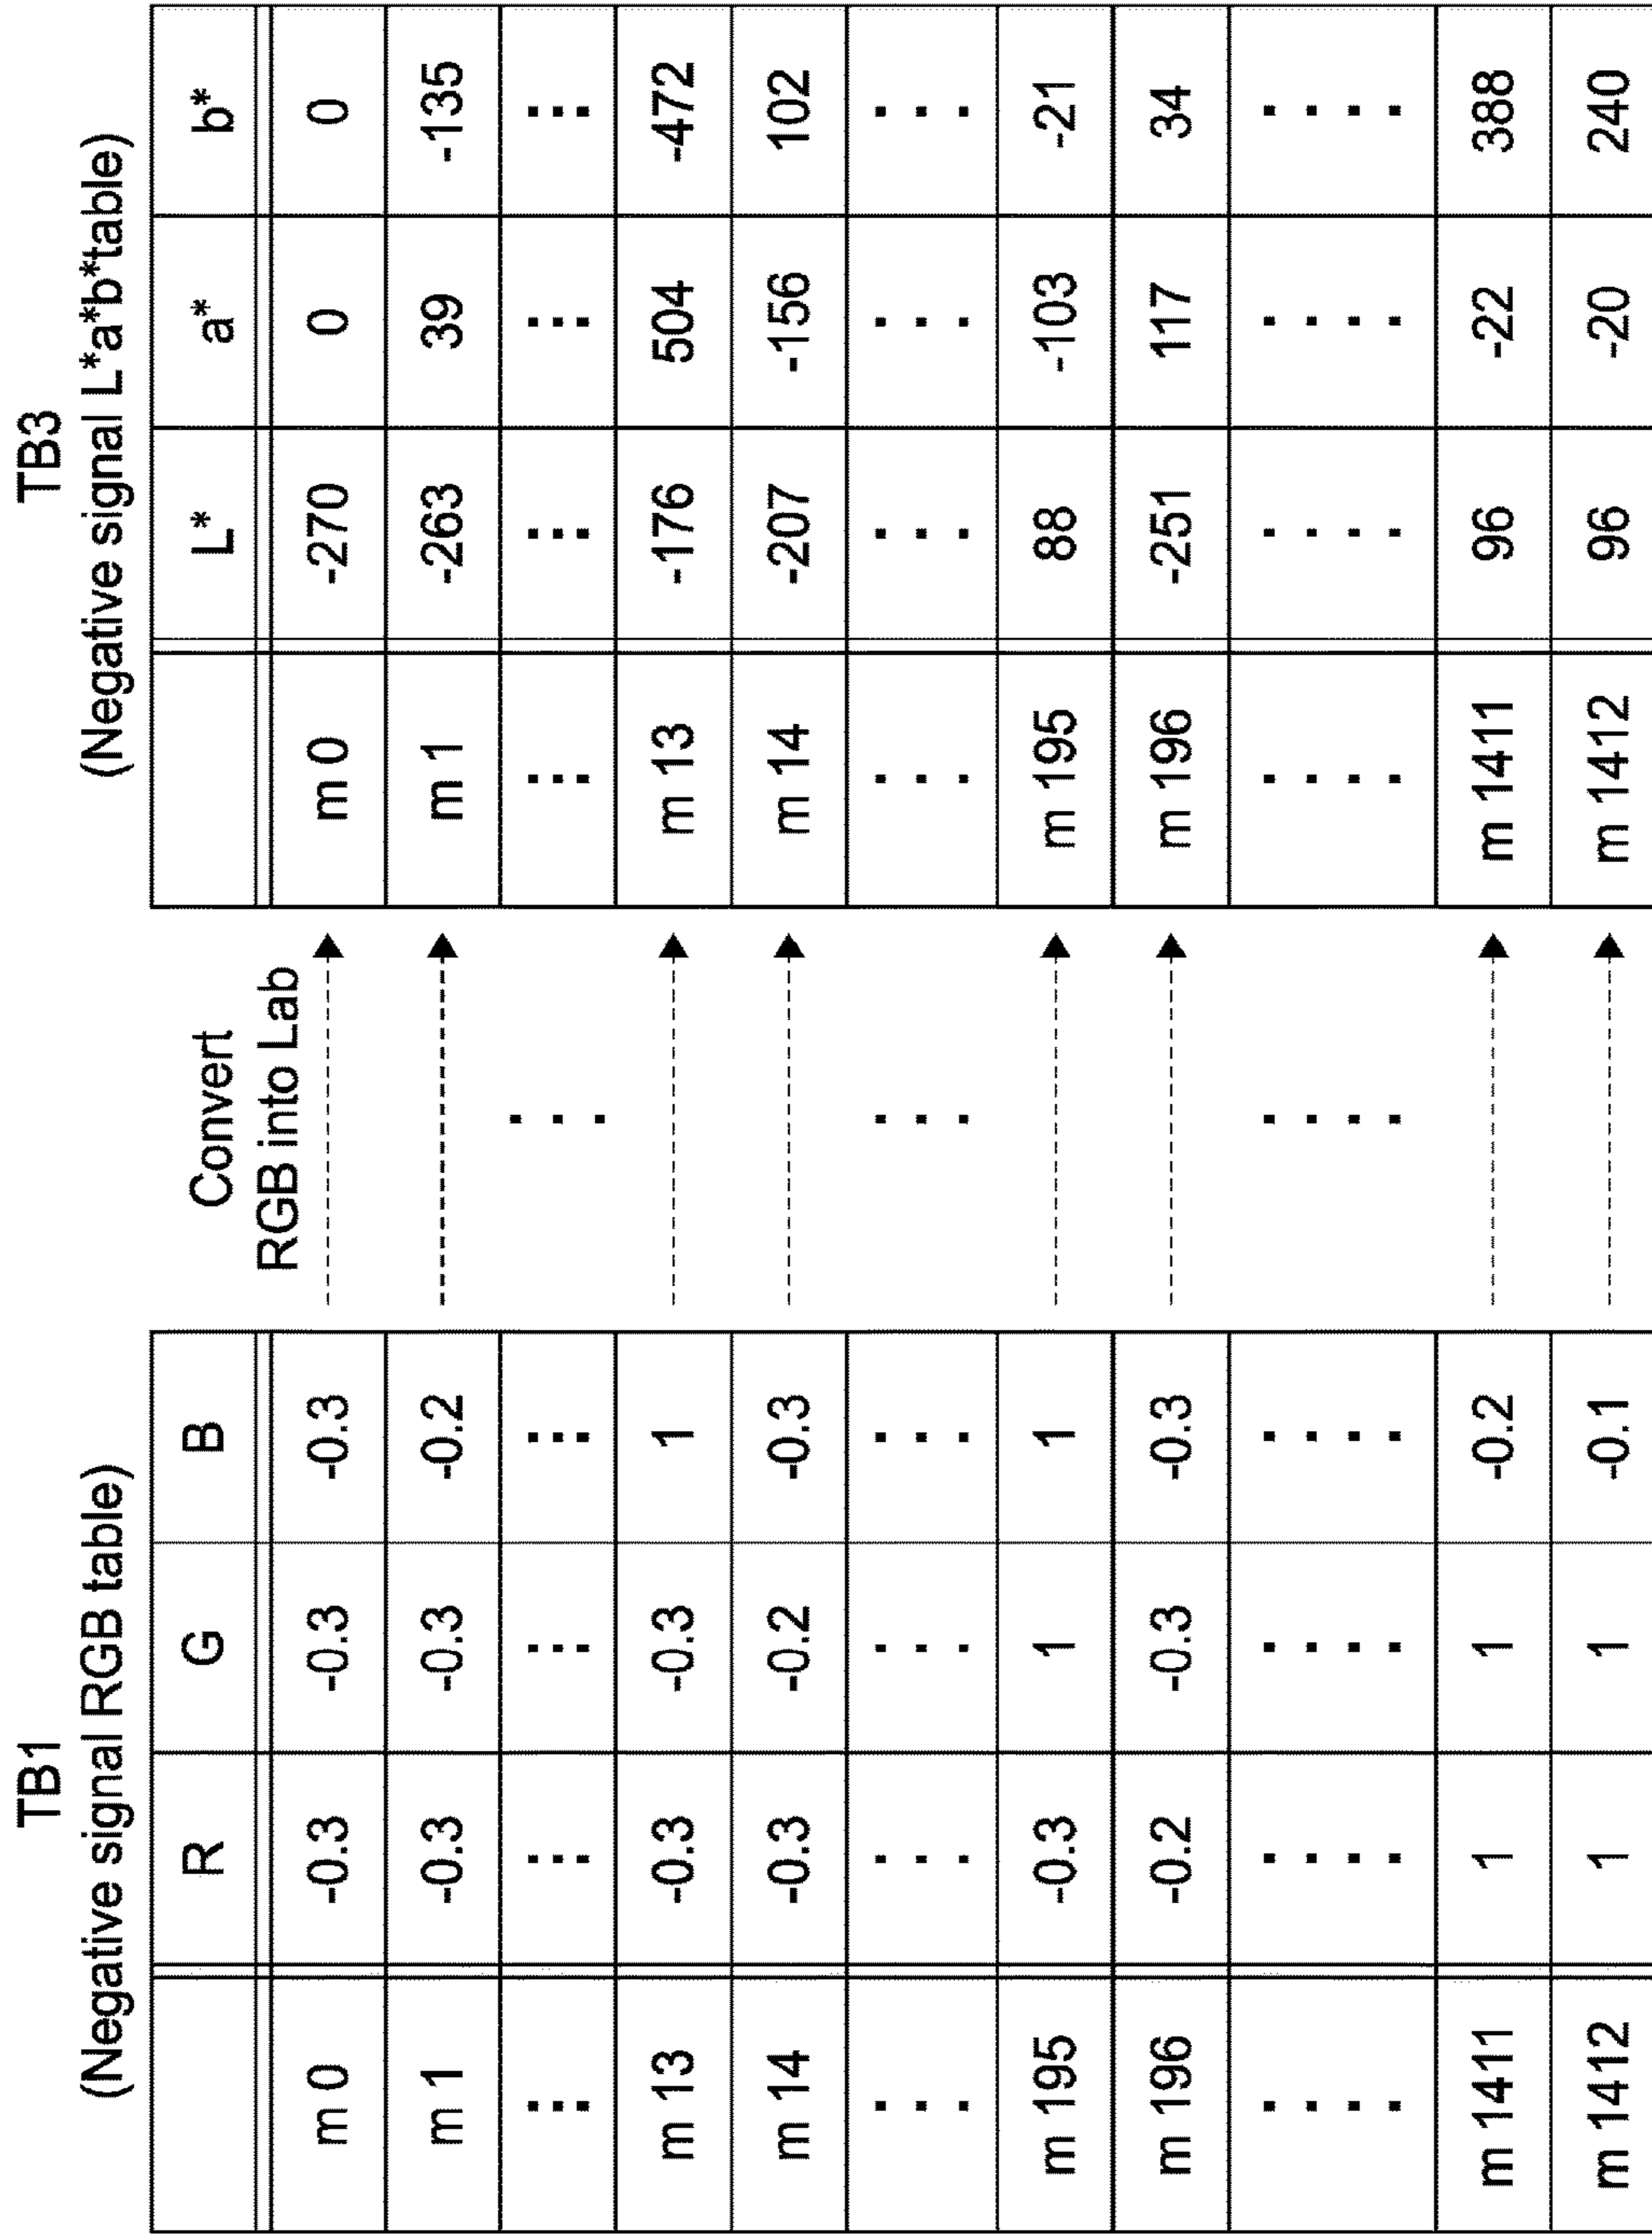 TB1
(Negative signal RGB table)
R G B
m 0 -0.3 -0.3 -0.3
m 1 -0.3 -0.3 -0.2
... ... ... ...
m 13 -0.3 -0.3 1
m 14 -0.3 -0.2 -0.3
... ... ... ...
m 195 -0.3 1 1
m 196 -0.2 -0.3 -0.3
.... .... .... ....
m 1411 1 1 -0.2
m 1412 1 1 -0.1
Convert
RGB into Lab
...
...
....
TB3
(Negative signal L*a*b*table)
L* a* b*
m 0 -270 0 0
m 1 -263 39 -135
... ... ... ...
m 13 -176 504 -472
m 14 -207 -156 102
... ... ... ...
m 195 88 -103 -21
m 196 -251 117 34
.... .... .... ....
m 1411 96 -22 388
m 1412 96 -20 240